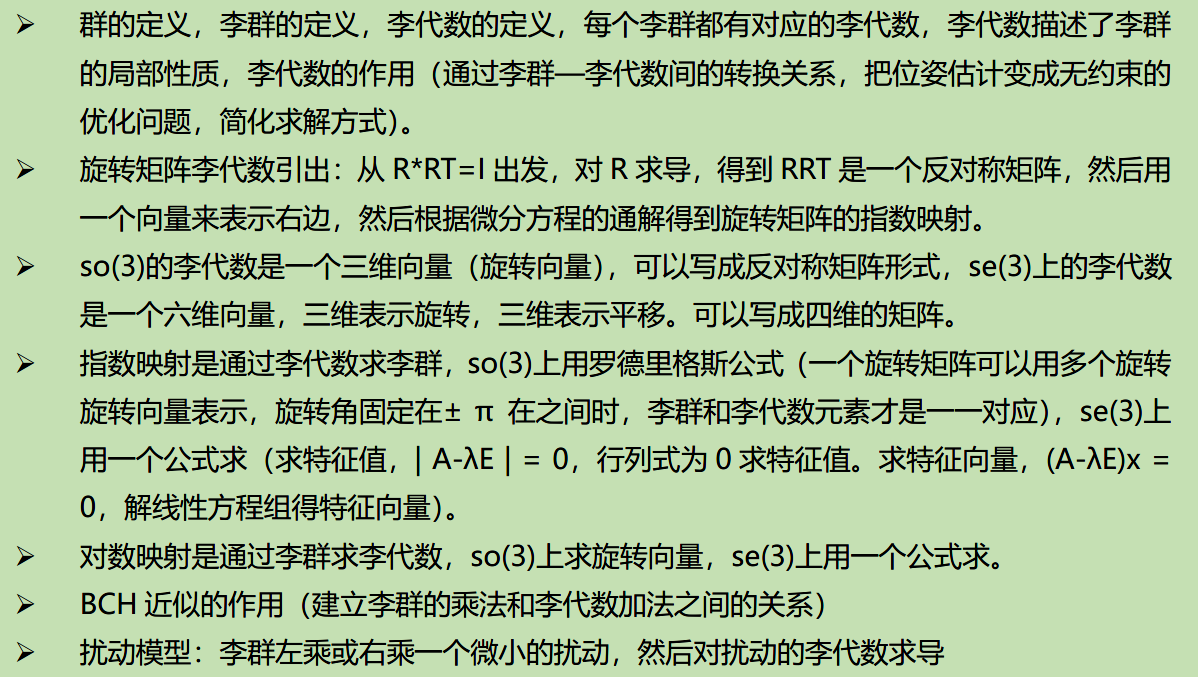 ➢ 群的定义，李群的定义，李代数的定义，每个李群都有对应的李代数，李代数描述了李群
的局部性质，李代数的作用（通过李群—李代数间的转换关系，把位姿估计变成无约束的
优化问题，简化求解方式）。
➢ 旋转矩阵李代数引出：从 R*RT=I 出发，对 R 求导，得到 RRT 是一个反对称矩阵，然后用
一个向量来表示右边，然后根据微分方程的通解得到旋转矩阵的指数映射。
➢ so(3)的李代数是一个三维向量（旋转向量），可以写成反对称矩阵形式，se(3)上的李代数
是一个六维向量，三维表示旋转，三维表示平移。可以写成四维的矩阵。
➢ 指数映射是通过李代数求李群，so(3)上用罗德里格斯公式（一个旋转矩阵可以用多个旋转
旋转向量表示，旋转角固定在± π 在之间时，李群和李代数元素才是一一对应），se(3)上
用一个公式求（求特征值，| A-λE | = 0，行列式为 0 求特征值。求特征向量，(A-λE)x =
0，解线性方程组得特征向量）。
➢ 对数映射是通过李群求李代数，so(3)上求旋转向量，se(3)上用一个公式求。
➢ BCH 近似的作用（建立李群的乘法和李代数加法之间的关系）
➢ 扰动模型：李群左乘或右乘一个微小的扰动，然后对扰动的李代数求导